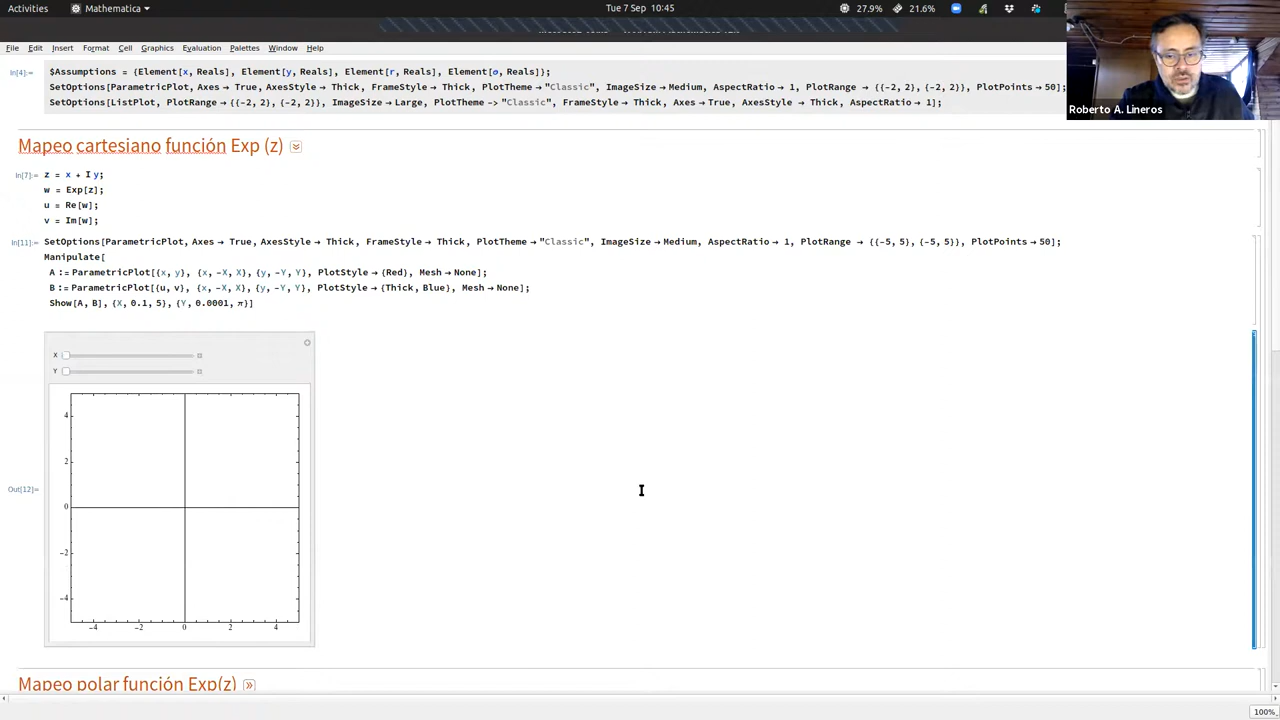 Activities Mathematica Tue 7 Sep 10:45 27.9% 21.6%
File Edit Insert Format Cell Graphics Evaluation Palettes Window Help
Roberto A. Lineros
In[4]:= $Assumptions = {Element[x, Reals], Element[y, Reals], Element[r, Reals], Element[σ, Reals]};
SetOptions[ParametricPlot, Axes → True, AxesStyle → Thick, FrameStyle → Thick, PlotTheme → "Classic", ImageSize → Medium, AspectRatio → 1, PlotRange → {{-2, 2}, {-2, 2}}, PlotPoints → 50];
SetOptions[ListPlot, PlotRange → {{-2, 2}, {-2, 2}}, ImageSize → Large, PlotTheme -> "Classic", FrameStyle → Thick, Axes → True, AxesStyle → Thick, AspectRatio → 1];
Mapeo cartesiano función Exp (z)
In[7]:= z = x + I y;
w = Exp[z];
u = Re[w];
v = Im[w];
In[11]:= SetOptions[ParametricPlot, Axes → True, AxesStyle → Thick, FrameStyle → Thick, PlotTheme → "Classic", ImageSize → Medium, AspectRatio → 1, PlotRange → {{-5, 5}, {-5, 5}}, PlotPoints → 50];
Manipulate[
A := ParametricPlot[{x, y}, {x, -X, X}, {y, -Y, Y}, PlotStyle → {Red}, Mesh → None];
B := ParametricPlot[{u, v}, {x, -X, X}, {y, -Y, Y}, PlotStyle → {Thick, Blue}, Mesh → None];
Show[A, B], {X, 0.1, 5}, {Y, 0.0001, π}]
X
Y
4
2
0
-2
-4
-4 -2 0 2 4
Out[12]=
Mapeo polar función Exp(z)
100%